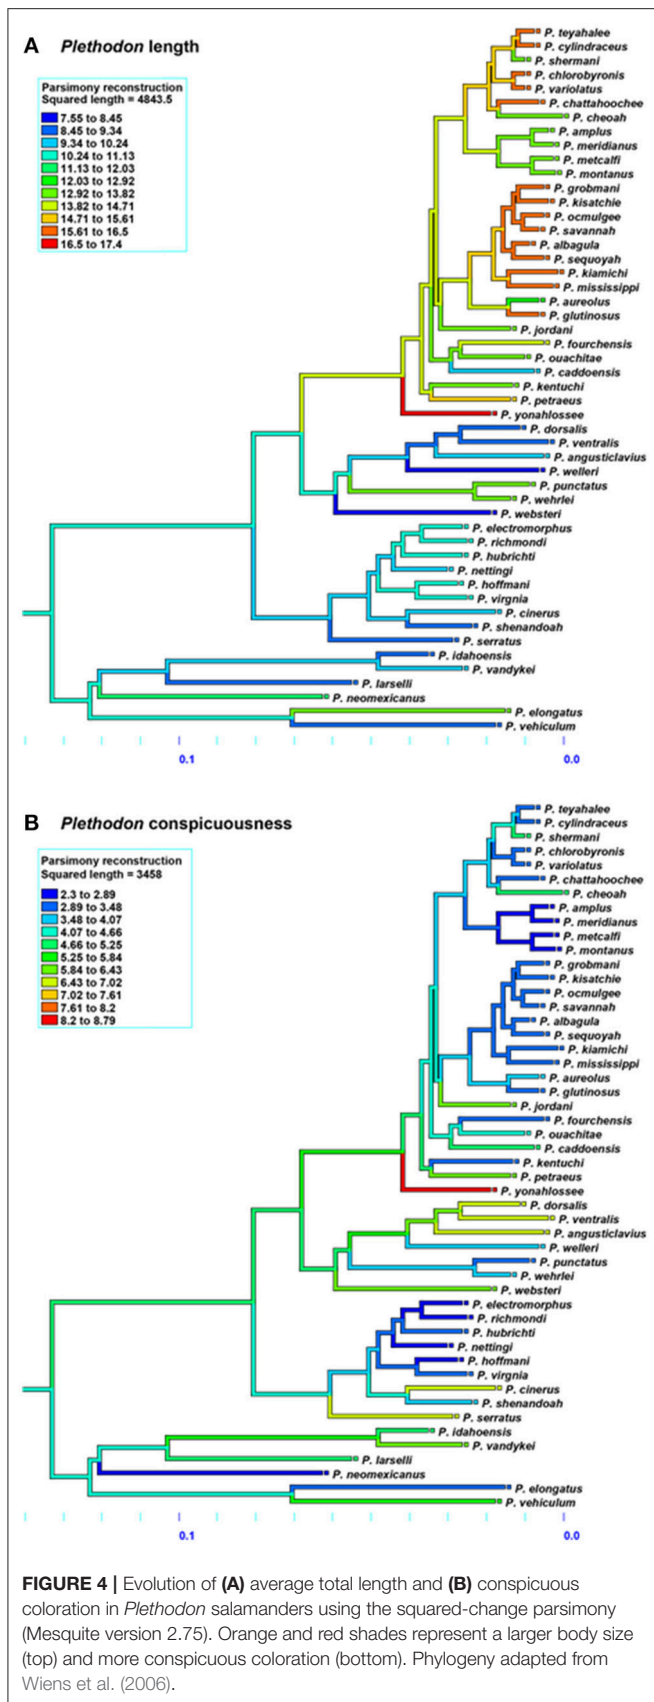 A Plethodon length
Parsimony reconstruction
Squared length = 4843.5
7.55 to 8.45
8.45 to 9.34
9.34 to 10.24
10.24 to 11.13
11.13 to 12.03
12.03 to 12.92
12.92 to 13.82
13.82 to 14.71
14.71 to 15.61
15.61 to 16.5
16.5 to 17.4
P. teyahalee
P. cylindraceus
P. shermani
P. chlorobyronis
P. variolatus
P. chattahoochee
P. cheoah
P. amplus
P. meridianus
P. metcalfi
P. montanus
P. grobmani
P. kisatchie
P. ocmulgee
P. savannah
P. albagula
P. sequoyah
P. kiamichi
P. mississippi
P. aureolus
P. glutinosus
P. jordani
P. fourchensis
P. ouachitae
P. caddoensis
P. kentuchi
P. petraeus
P. yonahlossee
P. dorsalis
P. ventralis
P. angusticlavius
P. welleri
P. punctatus
P. wehrlei
P. websteri
P. electromorphus
P. richmondi
P. hubrichti
P. nettingi
P. hoffmani
P. virgnia
P. cinerus
P. shenandoah
P. serratus
P. idahoensis
P. vandykei
P. larselli
P. neomexicanus
P. elongatus
P. vehiculum
0.1 0.0
B Plethodon conspicuousness
Parsimony reconstruction
Squared length = 3458
2.3 to 2.89
2.89 to 3.48
3.48 to 4.07
4.07 to 4.66
4.66 to 5.25
5.25 to 5.84
5.84 to 6.43
6.43 to 7.02
7.02 to 7.61
7.61 to 8.2
8.2 to 8.79
P. teyahalee
P. cylindraceus
P. shermani
P. chlorobyronis
P. variolatus
P. chattahoochee
P. cheoah
P. amplus
P. meridianus
P. metcalfi
P. montanus
P. grobmani
P. kisatchie
P. ocmulgee
P. savannah
P. albagula
P. sequoyah
P. kiamichi
P. mississippi
P. aureolus
P. glutinosus
P. jordani
P. fourchensis
P. ouachitae
P. caddoensis
P. kentuchi
P. petraeus
P. yonahlossee
P. dorsalis
P. ventralis
P. angusticlavius
P. welleri
P. punctatus
P. wehrlei
P. websteri
P. electromorphus
P. richmondi
P. hubrichti
P. nettingi
P. hoffmani
P. virgnia
P. cinerus
P. shenandoah
P. serratus
P. idahoensis
P. vandykei
P. larselli
P. neomexicanus
P. elongatus
P. vehiculum
0.1 0.0
FIGURE 4 | Evolution of (A) average total length and (B) conspicuous
coloration in Plethodon salamanders using the squared-change parsimony
(Mesquite version 2.75). Orange and red shades represent a larger body size
(top) and more conspicuous coloration (bottom). Phylogeny adapted from
Wiens et al. (2006).